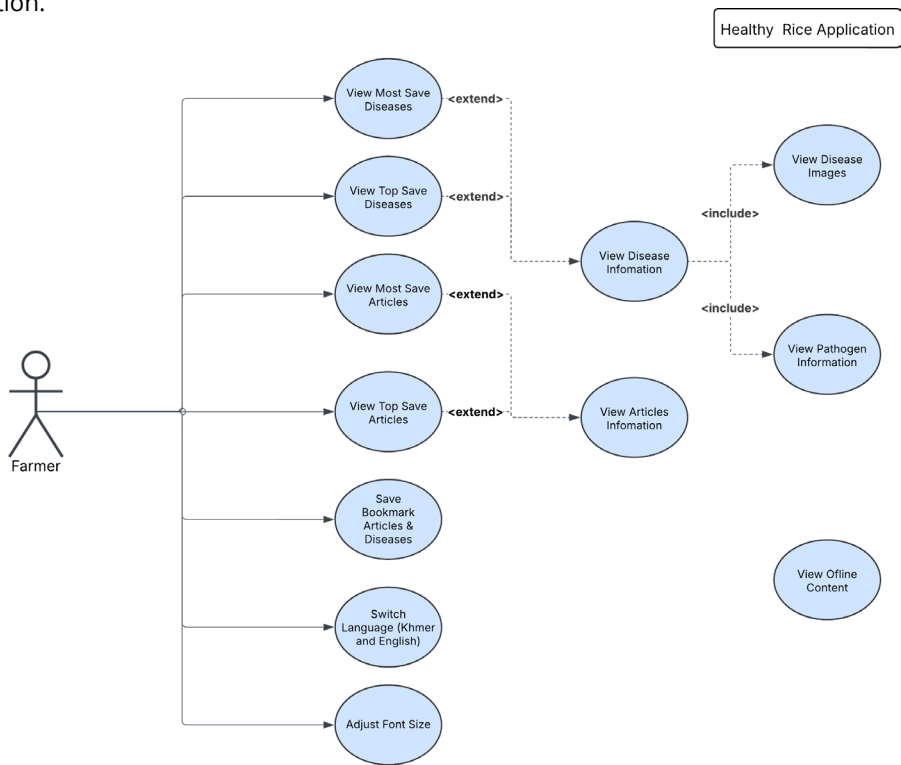 tion.
Healthy Rice Application
View Most Save
Diseases
<extend>
View Top Save
Diseases
<extend>
View Most Save
Articles
<extend>
View Top Save
Articles
<extend>
Save
Bookmark
Articles &
Diseases
Switch
Language (Khmer
and English)
Adjust Font Size
Farmer
View Disease
Infomation
View Articles
Infomation
<include>
<include>
View Disease
Images
View Pathogen
Information
View Ofline
Content